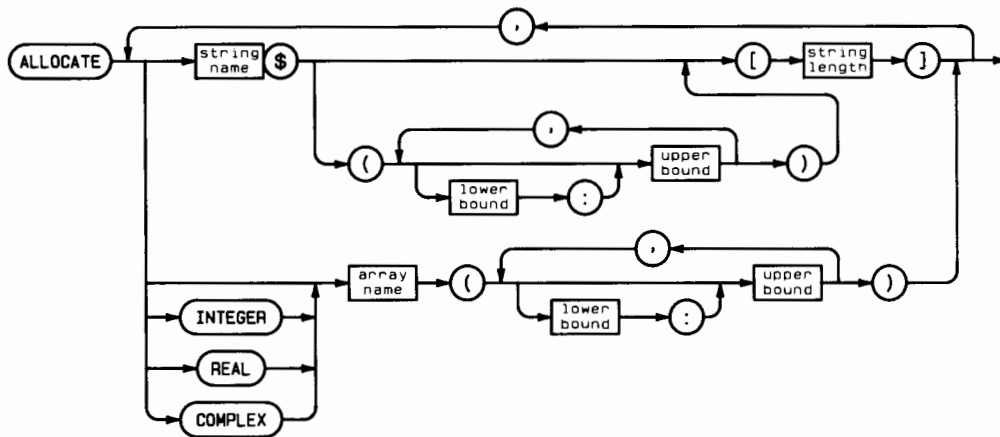 ,
ALLOCATE
string
name
$
[
string
length
]
,
(
upper
bound
)
lower
bound
:
,
array
name
(
upper
bound
)
lower
bound
:
INTEGER
REAL
COMPLEX